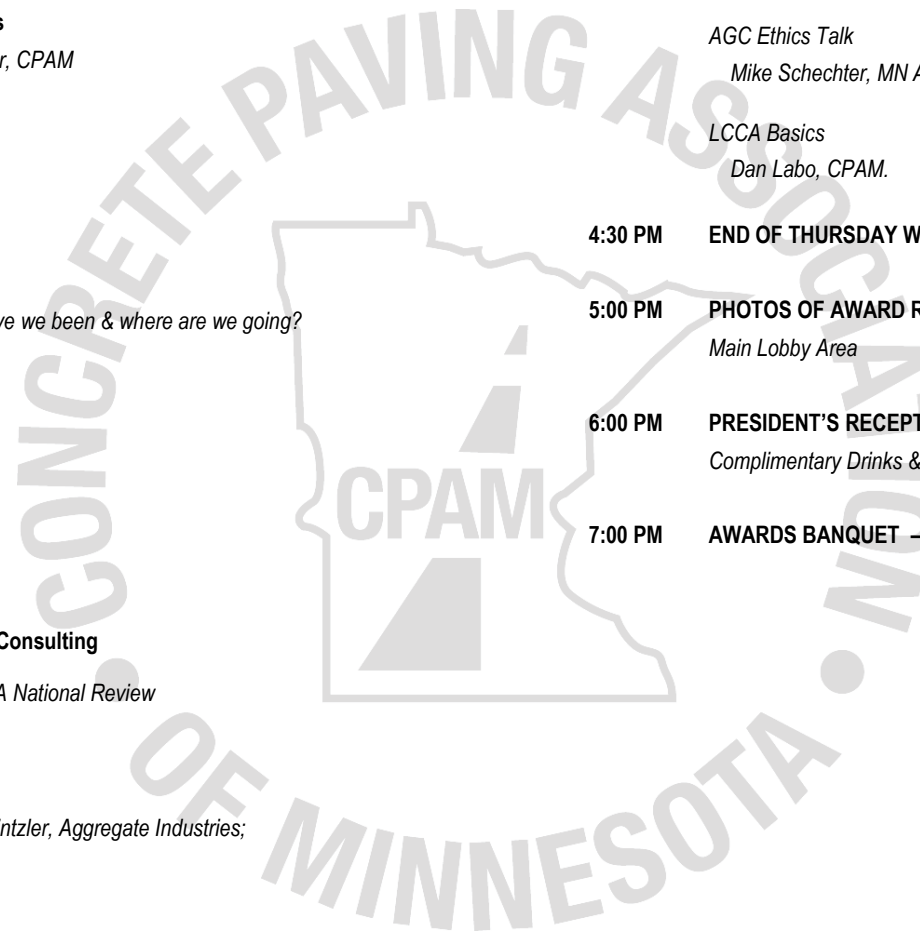 s
r, CPAM
ve we been & where are we going?
Consulting
A National Review
ntzler, Aggregate Industries;
AGC Ethics Talk
Mike Schechter, MN A
LCCA Basics
Dan Labo, CPAM.
4:30 PM END OF THURSDAY W
5:00 PM PHOTOS OF AWARD R
Main Lobby Area
6:00 PM PRESIDENT’S RECEPT
Complimentary Drinks &
7:00 PM AWARDS BANQUET –
CONCRETE PAVING ASSOCIATION
CPAM
OF MINNESOTA